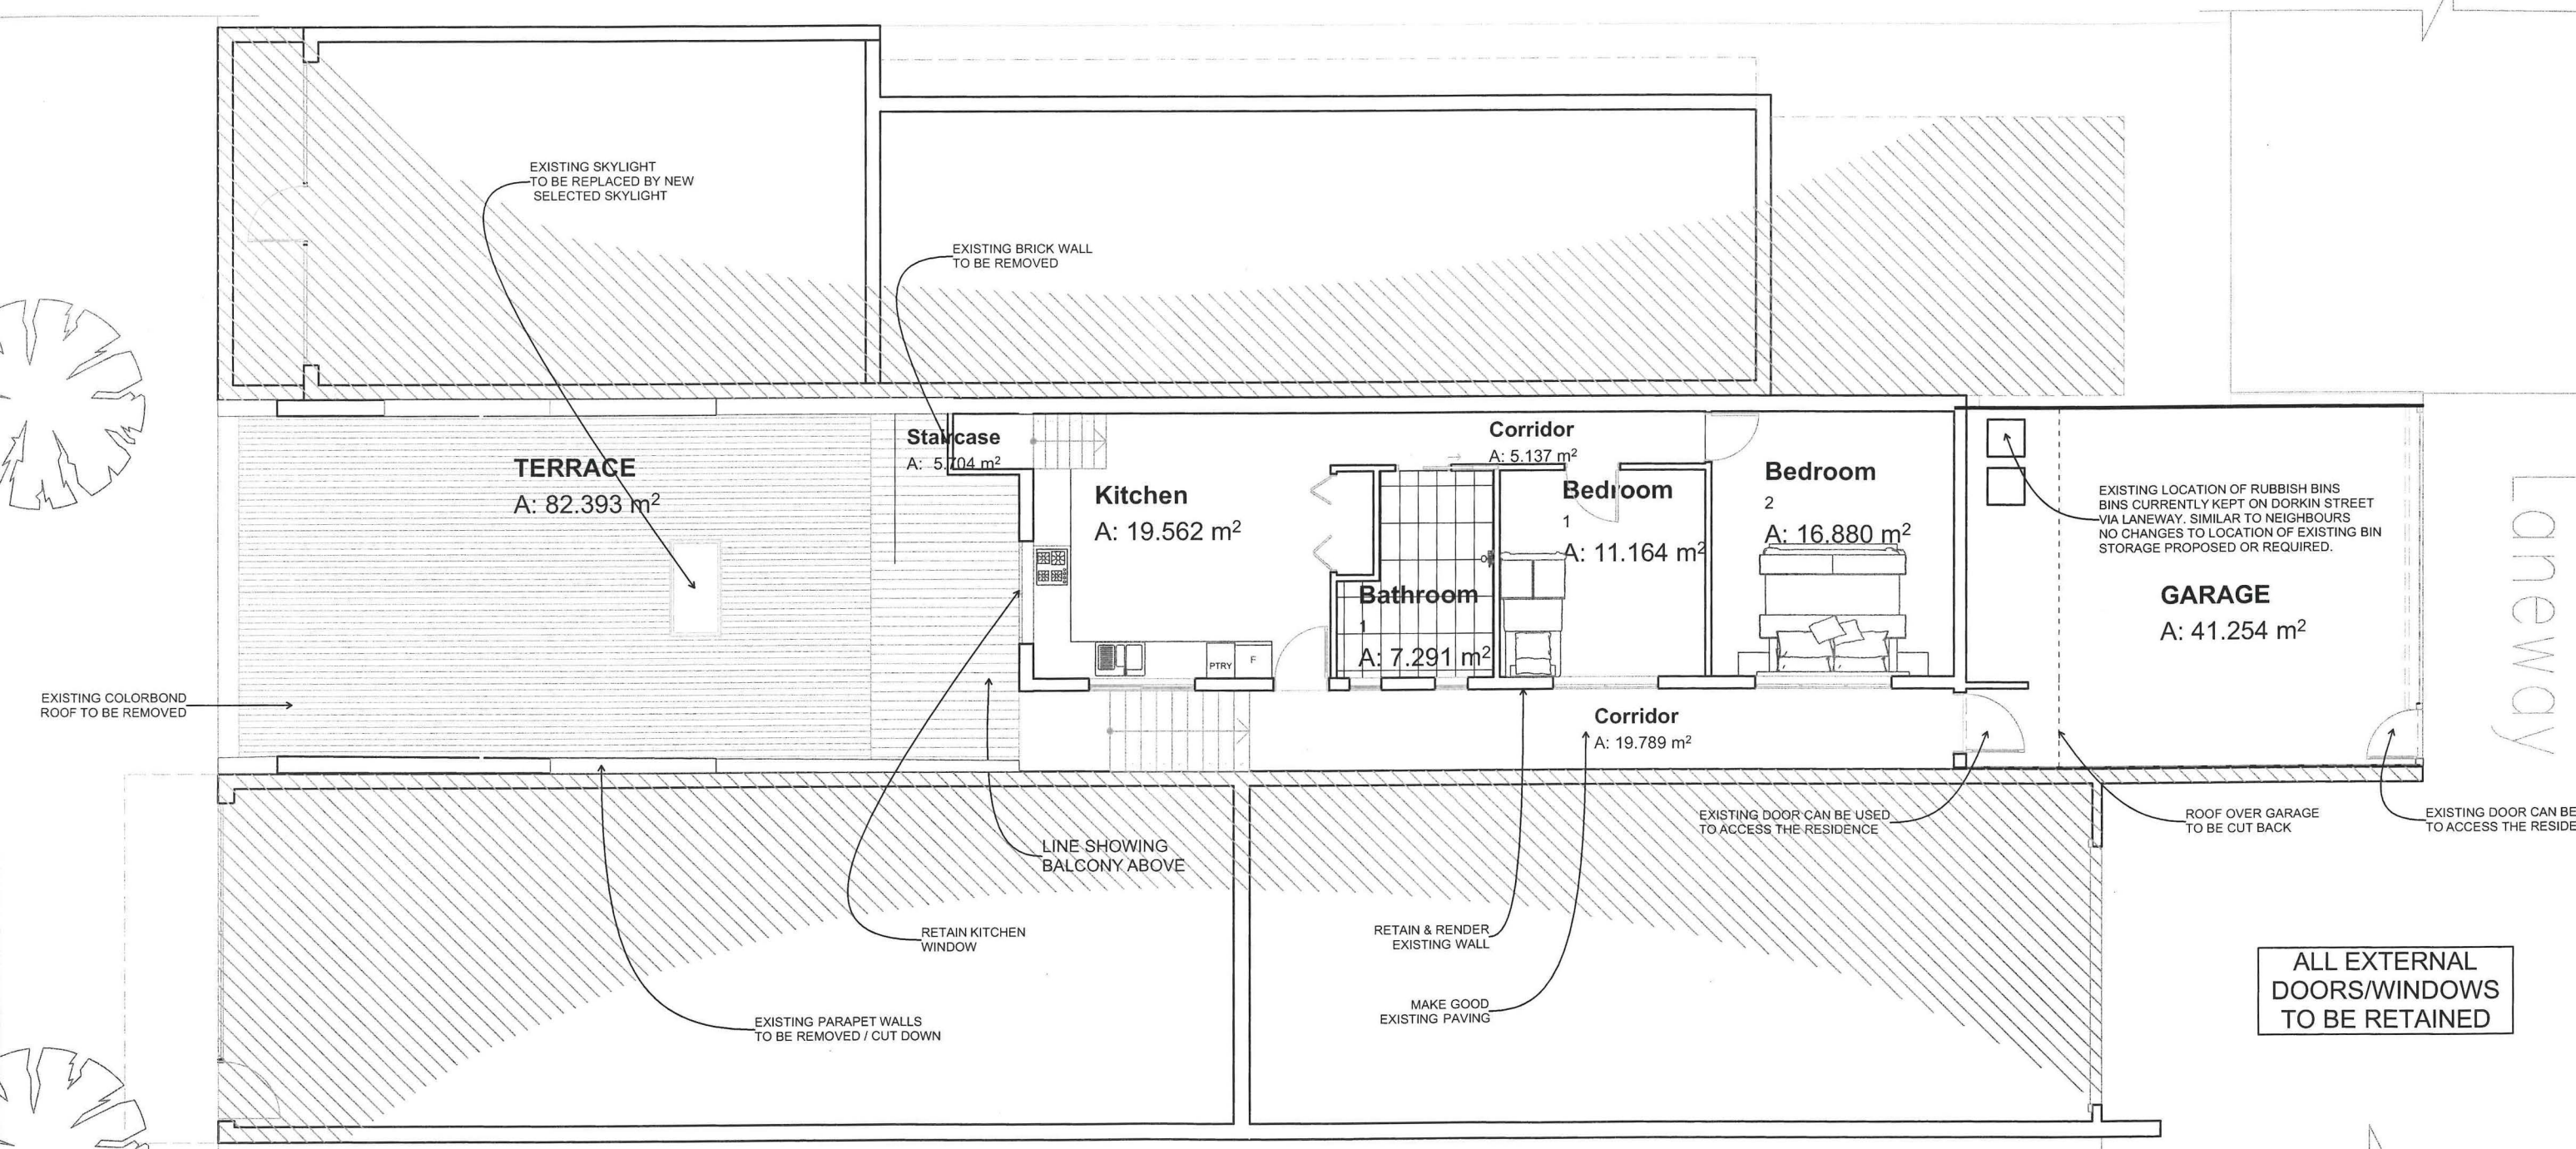 EXISTING SKYLIGHT
TO BE REPLACED BY NEW
SELECTED SKYLIGHT
EXISTING BRICK WALL
TO BE REMOVED
Staircase
A: 5.704 m²
TERRACE
A: 82.393 m²
Kitchen
A: 19.562 m²
PTRY
F
Corridor
A: 5.137 m²
Bathroom
1
A: 7.291 m²
Bedroom
1
A: 11.164 m²
Bedroom
2
A: 16.880 m²
EXISTING LOCATION OF RUBBISH BINS
BINS CURRENTLY KEPT ON DORKIN STREET
VIA LANEWAY. SIMILAR TO NEIGHBOURS
NO CHANGES TO LOCATION OF EXISTING BIN
STORAGE PROPOSED OR REQUIRED.
GARAGE
A: 41.254 m²
Laneway
EXISTING COLORBOND
ROOF TO BE REMOVED
Corridor
A: 19.789 m²
LINE SHOWING
BALCONY ABOVE
EXISTING DOOR CAN BE USED
TO ACCESS THE RESIDENCE
ROOF OVER GARAGE
TO BE CUT BACK
EXISTING DOOR CAN BE
TO ACCESS THE RESIDE
RETAIN KITCHEN
WINDOW
RETAIN & RENDER
EXISTING WALL
EXISTING PARAPET WALLS
TO BE REMOVED / CUT DOWN
MAKE GOOD
EXISTING PAVING
ALL EXTERNAL
DOORS/WINDOWS
TO BE RETAINED